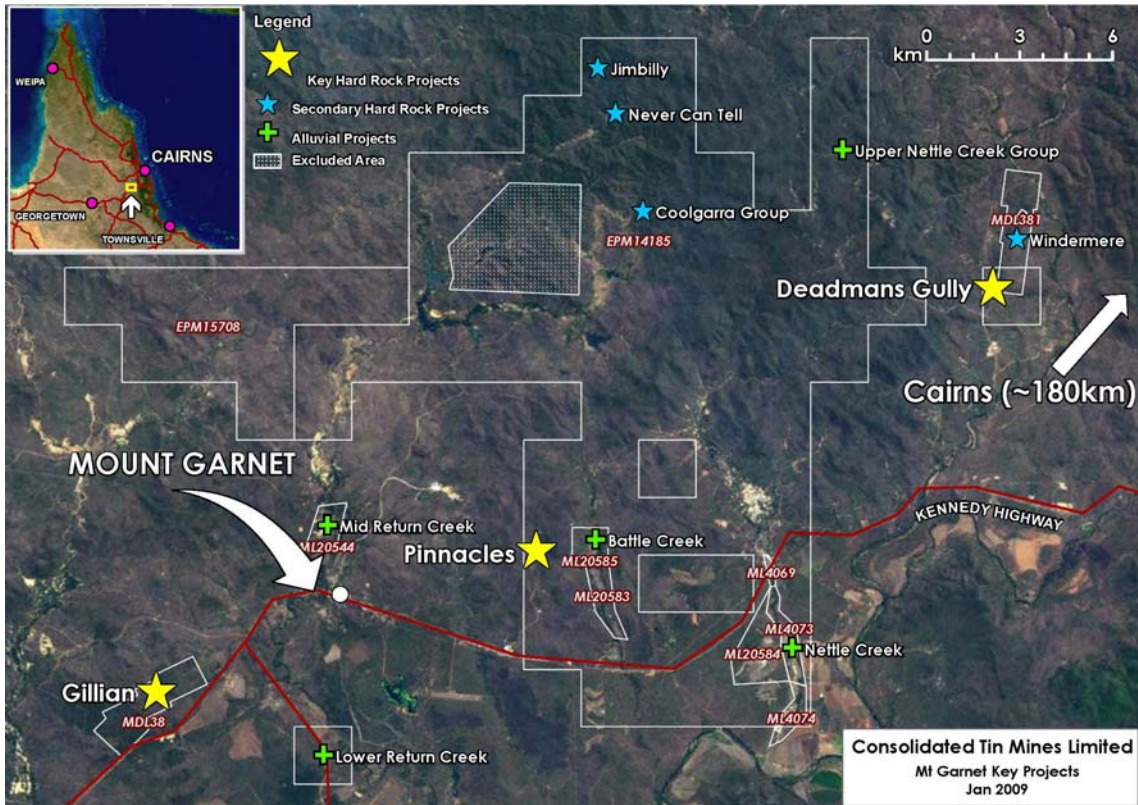 Legend
Key Hard Rock Projects
Secondary Hard Rock Projects
Alluvial Projects
Excluded Area
WEIPA
CAIRNS
GEORGETOWN
TOWNSVILLE
0 3 6
km
Jimbilly
Never Can Tell
Upper Nettle Creek Group
Coolgarra Group
EPM14185
MDL381
Windermere
Deadmans Gully
EPM15708
Cairns (~180km)
MOUNT GARNET
KENNEDY HIGHWAY
Mid Return Creek
ML20544
Pinnacles
Battle Creek
ML20585
ML4069
ML20583
ML4073
ML20584
Nettle Creek
Gillian
MDL38
ML4074
Lower Return Creek
Consolidated Tin Mines Limited
Mt Garnet Key Projects
Jan 2009